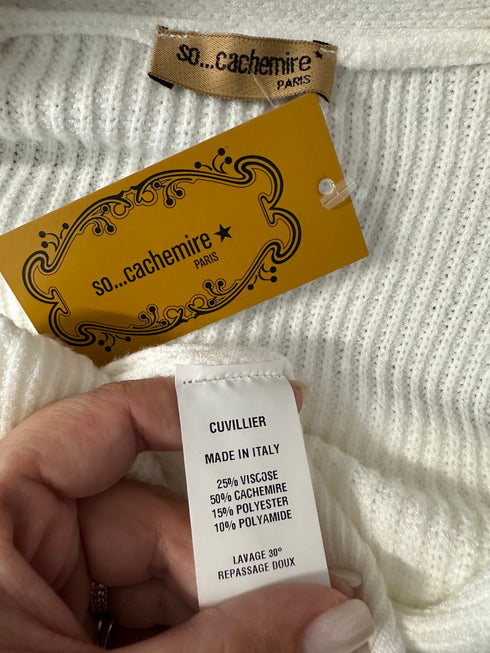 so...cachemire★
PARIS
so...cachemire★
PARIS
CUVILLIER
MADE IN ITALY
25% VISCOSE
50% CACHEMIRE
15% POLYESTER
10% POLYAMIDE
LAVAGE 30°
REPASSAGE DOUX